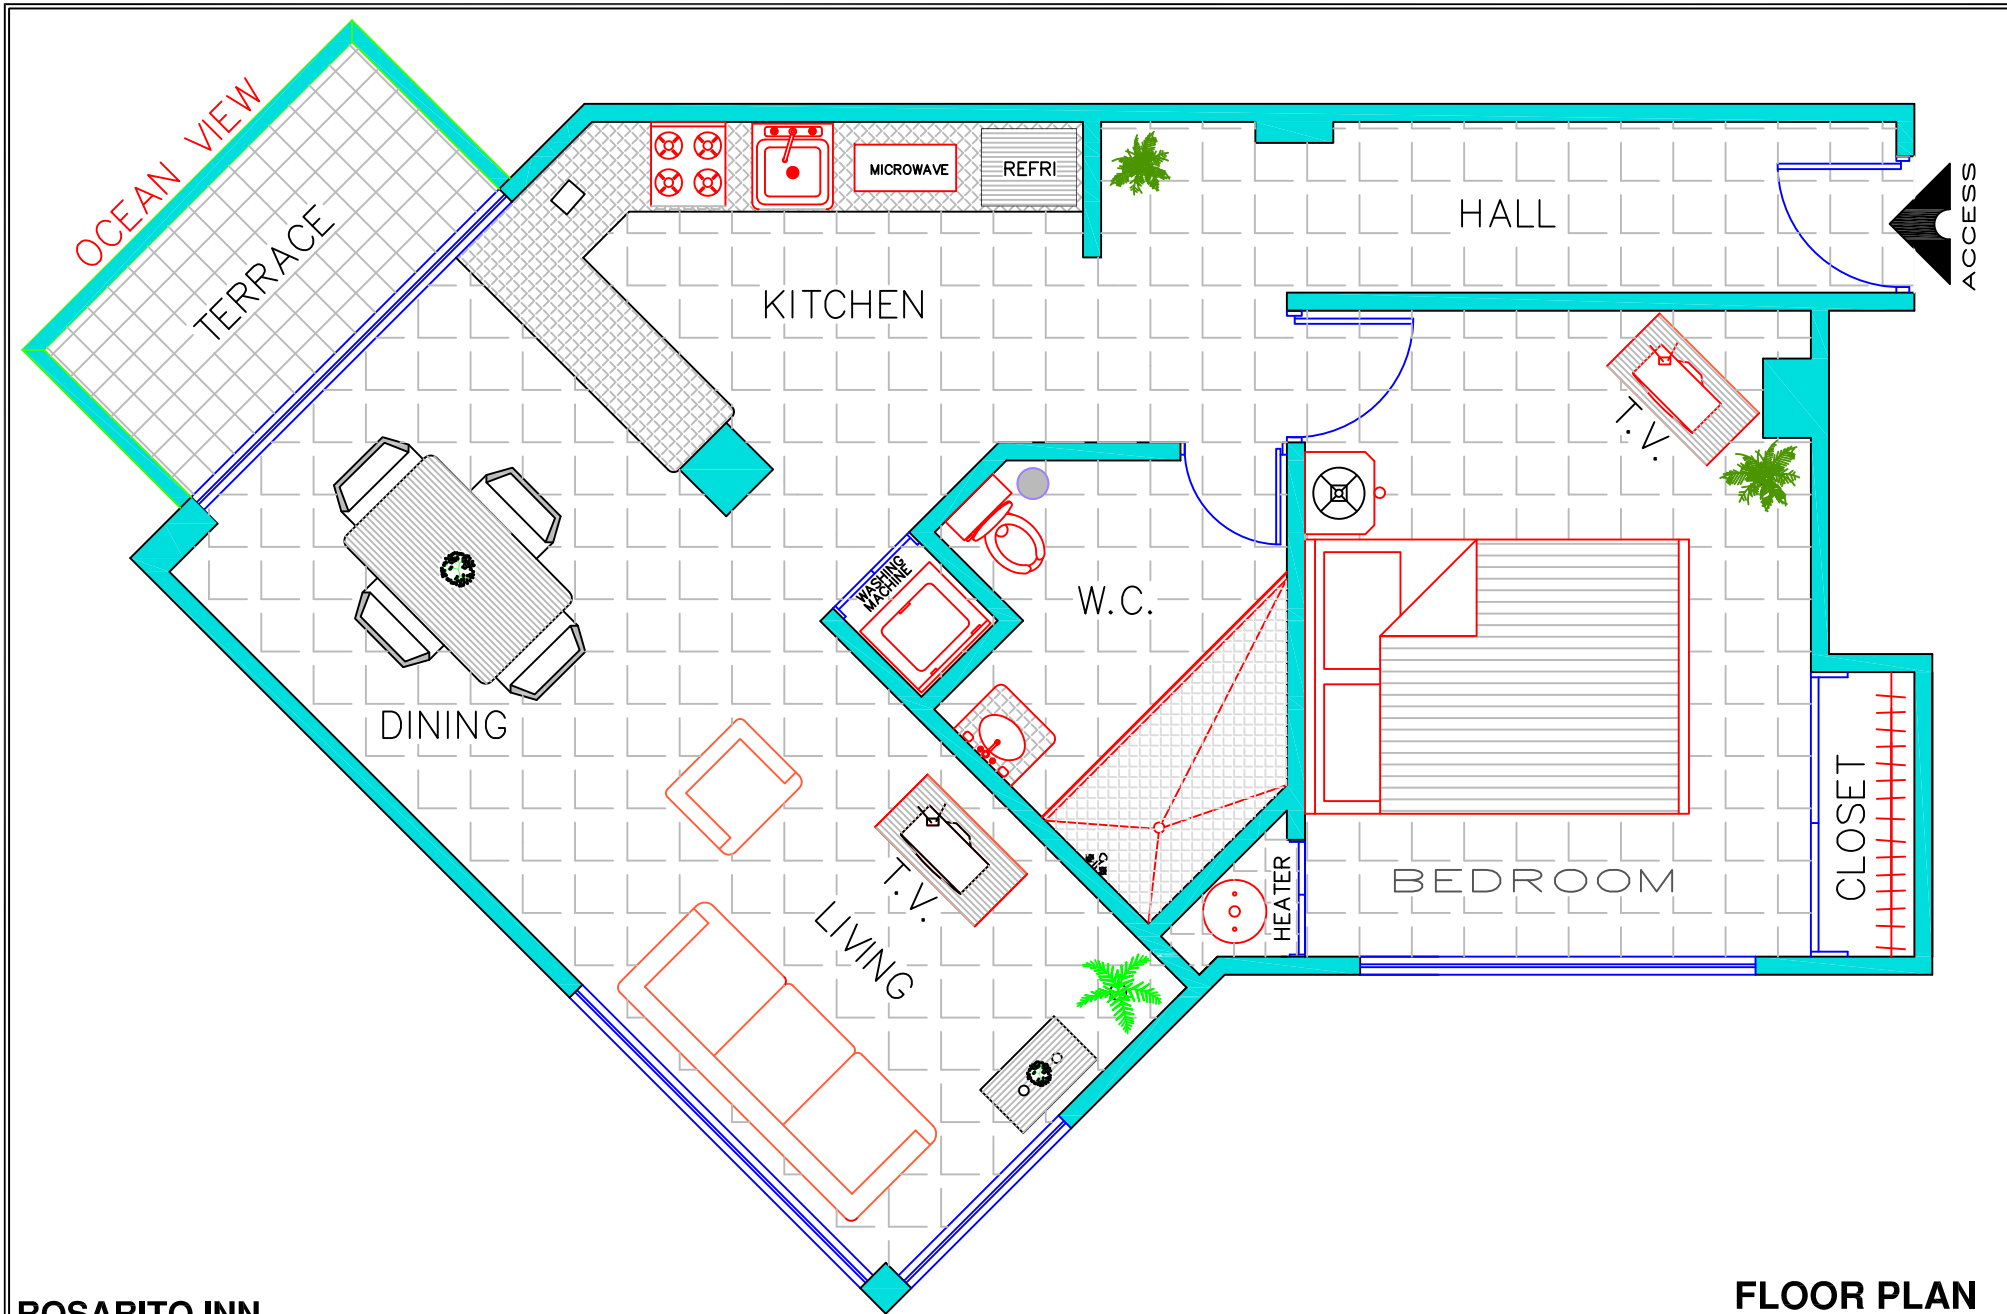 OCEAN VIEW
TERRACE
MICROWAVE
REFRI
HALL
ACCESS
KITCHEN
T.V.
WASHING
MACHINE
W.C.
DINING
CLOSET
T.V.
LIVING
HEATER
BEDROOM
ROSARITO INN
FLOOR PLAN